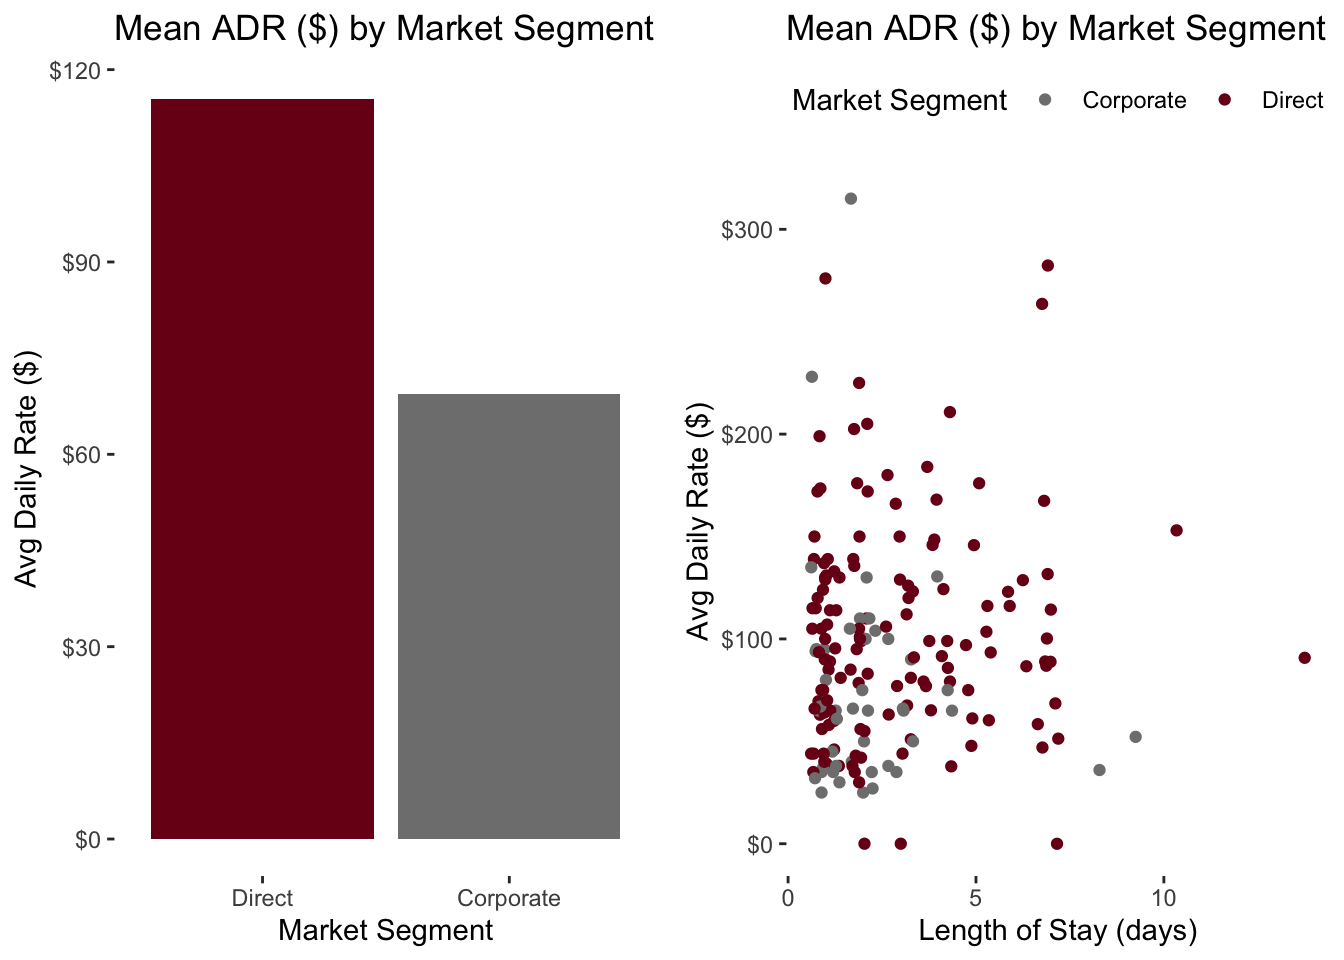 Mean ADR ($) by Market Segment
$120
$90
$60
$30
$0
Avg Daily Rate ($)
Direct
Corporate
Market Segment
Mean ADR ($) by Market Segment
Market Segment
Corporate
Direct
$300
$200
$100
$0
Avg Daily Rate ($)
0
5
10
Length of Stay (days)